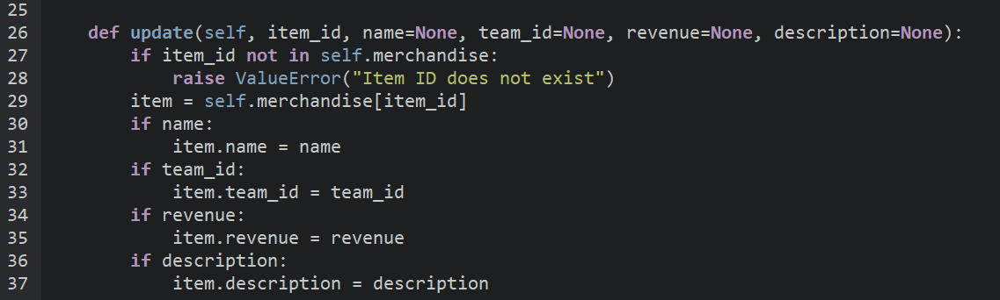 25
26    def update(self, item_id, name=None, team_id=None, revenue=None, description=None):
27        if item_id not in self.merchandise:
28            raise ValueError("Item ID does not exist")
29        item = self.merchandise[item_id]
30        if name:
31            item.name = name
32        if team_id:
33            item.team_id = team_id
34        if revenue:
35            item.revenue = revenue
36        if description:
37            item.description = description